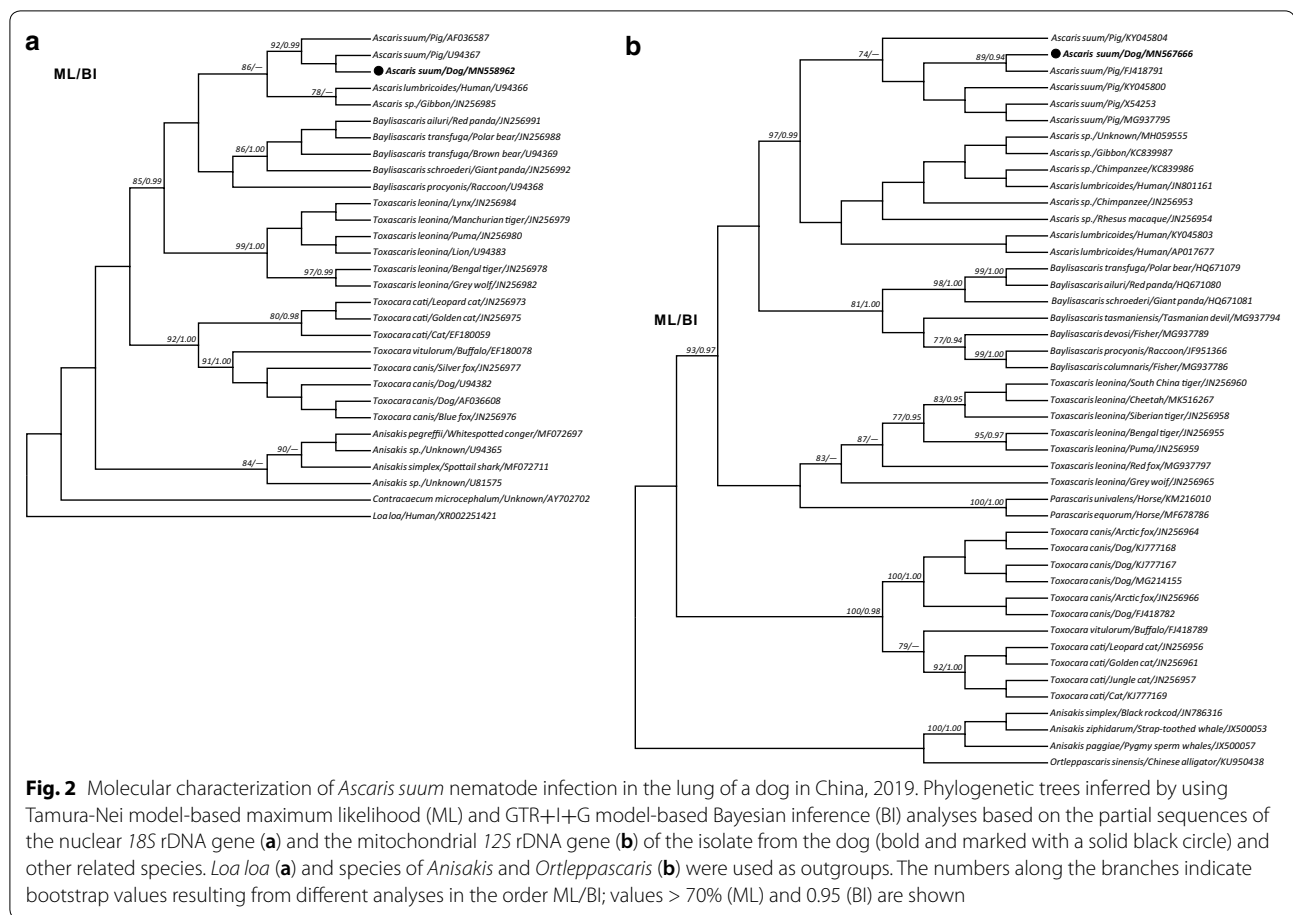 a
ML/BI
92/0.99
Ascaris suum/Pig/AF036587
Ascaris suum/Pig/U94367
86/—
Ascaris suum/Dog/MN558962
78/—
Ascaris lumbricoides/Human/U94366
Ascaris sp./Gibbon/JN256985
Baylisascaris ailuri/Red panda/JN256991
Baylisascaris transfuga/Polar bear/JN256988
86/1.00
Baylisascaris transfuga/Brown bear/U94369
Baylisascaris schroederi/Giant panda/JN256992
85/0.99
Baylisascaris procyonis/Raccoon/U94368
Toxascaris leonina/Lynx/JN256984
Toxascaris leonina/Manchurian tiger/JN256979
Toxascaris leonina/Puma/JN256980
99/1.00
Toxascaris leonina/Lion/U94383
97/0.99
Toxascaris leonina/Bengal tiger/JN256978
Toxascaris leonina/Grey wolf/JN256982
Toxocara cati/Leopard cat/JN256973
80/0.98
Toxocara cati/Golden cat/JN256975
92/1.00
Toxocara cati/Cat/EF180059
91/1.00
Toxocara vitulorum/Buffalo/EF180078
Toxocara canis/Silver fox/JN256977
Toxocara canis/Dog/U94382
Toxocara canis/Dog/AF036608
Toxocara canis/Blue fox/JN256976
Anisakis pegreffii/Whitespotted conger/MF072697
90/—
Anisakis sp./Unknown/U94365
84/—
Anisakis simplex/Spottail shark/MF072711
Anisakis sp./Unknown/U81575
Contracaecum microcephalum/Unknown/AY702702
Loa loa/Human/XR002251421
b
ML/BI
Ascaris suum/Pig/KY045804
74/—
89/0.94
Ascaris suum/Dog/MN567666
Ascaris suum/Pig/FJ418791
Ascaris suum/Pig/KY045800
Ascaris suum/Pig/X54253
Ascaris suum/Pig/MG937795
97/0.99
Ascaris sp./Unknown/MH059555
Ascaris sp./Gibbon/KC839987
Ascaris sp./Chimpanzee/KC839986
Ascaris lumbricoides/Human/JN801161
Ascaris sp./Chimpanzee/JN256953
Ascaris sp./Rhesus macaque/JN256954
Ascaris lumbricoides/Human/KY045803
Ascaris lumbricoides/Human/AP017677
99/1.00
Baylisascaris transfuga/Polar bear/HQ671079
98/1.00
Baylisascaris ailuri/Red panda/HQ671080
81/1.00
Baylisascaris schroederi/Giant panda/HQ671081
Baylisascaris tasmaniensis/Tasmanian devil/MG937794
77/0.94
Baylisascaris devosi/Fisher/MG937789
93/0.97
99/1.00
Baylisascaris procyonis/Raccoon/JF951366
Baylisascaris columnaris/Fisher/MG937786
Toxascaris leonina/South China tiger/JN256960
83/0.95
Toxascaris leonina/Cheetah/MK516267
77/0.95
Toxascaris leonina/Siberian tiger/JN256958
95/0.97
Toxascaris leonina/Bengal tiger/JN256955
87/—
Toxascaris leonina/Puma/JN256959
83/—
Toxascaris leonina/Red fox/MG937797
Toxascaris leonina/Grey woif/JN256965
100/1.00
Parascaris univalens/Horse/KM216010
Parascaris equorum/Horse/MF678786
Toxocara canis/Arctic fox/JN256964
Toxocara canis/Dog/KJ777168
Toxocara canis/Dog/KJ777167
100/1.00
Toxocara canis/Dog/MG214155
Toxocara canis/Arctic fox/JN256966
100/0.98
Toxocara canis/Dog/FJ418782
Toxocara vitulorum/Buffalo/FJ418789
79/—
Toxocara cati/Leopard cat/JN256956
92/1.00
Toxocara cati/Golden cat/JN256961
Toxocara cati/Jungle cat/JN256957
Toxocara cati/Cat/KJ777169
Anisakis simplex/Black rockcod/JN786316
100/1.00
Anisakis ziphidarum/Strap-toothed whale/JX500053
Anisakis paggiae/Pygmy sperm whales/JX500057
Ortleppascaris sinensis/Chinese alligator/KU950438
Fig. 2 Molecular characterization of Ascaris suum nematode infection in the lung of a dog in China, 2019. Phylogenetic trees inferred by using
Tamura-Nei model-based maximum likelihood (ML) and GTR+I+G model-based Bayesian inference (BI) analyses based on the partial sequences of
the nuclear 18S rDNA gene (a) and the mitochondrial 12S rDNA gene (b) of the isolate from the dog (bold and marked with a solid black circle) and
other related species. Loa loa (a) and species of Anisakis and Ortleppascaris (b) were used as outgroups. The numbers along the branches indicate
bootstrap values resulting from different analyses in the order ML/BI; values > 70% (ML) and 0.95 (BI) are shown